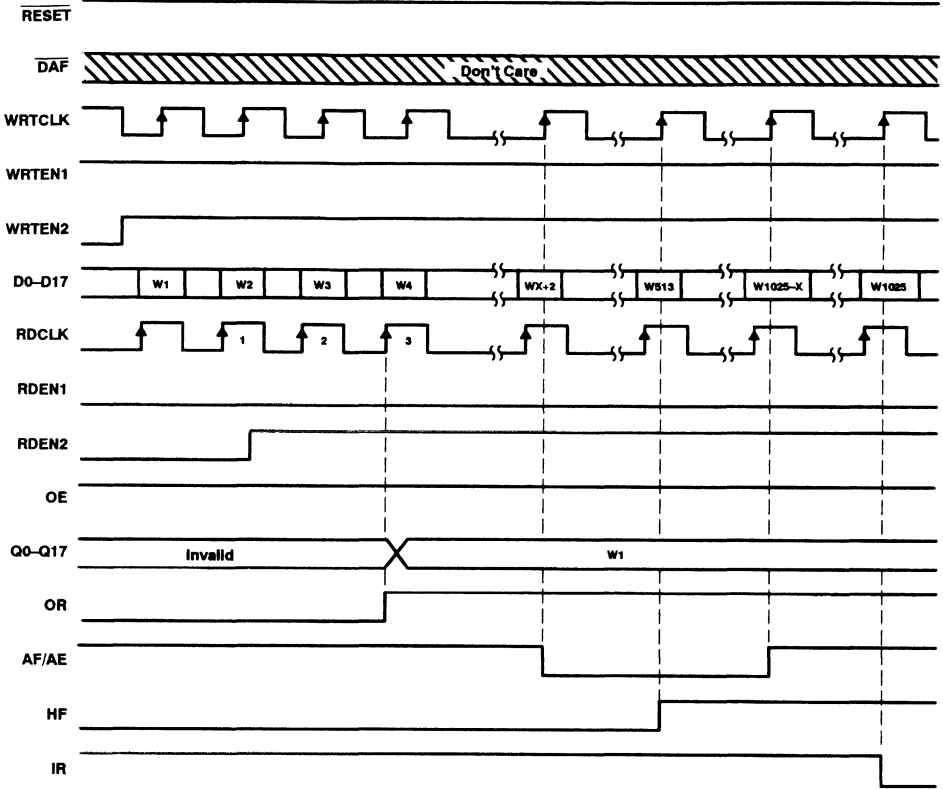 RESET
DAF
Don't Care
WRTCLK
WRTEN1
WRTEN2
D0–D17 W1 W2 W3 W4 WX+2 W513 W1025–X W1025
RDCLK 1 2 3
RDEN1
RDEN2
OE
Q0–Q17 Invalid W1
OR
AF/AE
HF
IR